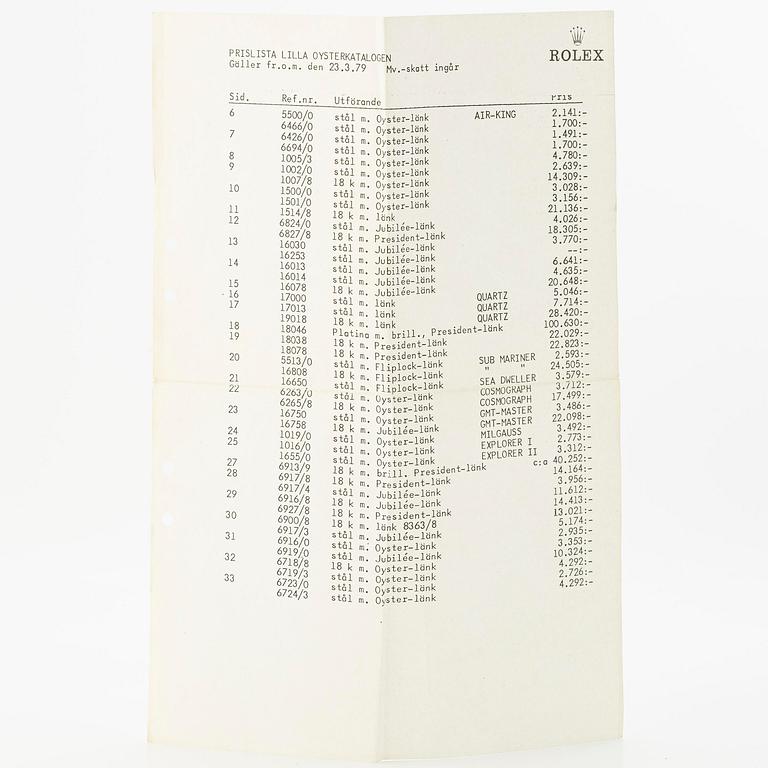 ROLEX
PRISLISTA LILLA OYSTERKATALOGEN
Gäller fr.o.m. den 23.3.79 Mv.-skatt ingår
Sid. Ref.nr. Utförande Pris
6 5500/0 stål m. Oyster-länk AIR-KING 2.141:-
6466/0 stål m. Oyster-länk 1.700:-
7 6426/0 stål m. Oyster-länk 1.491:-
6694/0 stål m. Oyster-länk 1.700:-
8 1005/3 stål m. Oyster-länk 4.780:-
9 1002/0 stål m. Oyster-länk 2.639:-
1007/8 18 k m. Oyster-länk 14.309:-
10 1500/0 stål m. Oyster-länk 3.028:-
1501/0 stål m. Oyster-länk 3.156:-
11 1514/8 18 k m. länk 21.136:-
12 6824/0 stål m. Jubilée-länk 4.026:-
6827/8 18 k m. President-länk 18.305:-
13 16030 stål m. Jubilée-länk 3.770:-
16253 stål m. Jubilée-länk --:-
14 16013 stål m. Jubilée-länk 6.641:-
16014 stål m. Jubilée-länk 4.635:-
15 16078 18 k m. Jubilée-länk 20.648:-
16 17000 stål m. länk QUARTZ 5.046:-
17 17013 stål m. länk QUARTZ 7.714:-
19018 18 k m. länk QUARTZ 28.420:-
18 18046 Platina m. brill., President-länk 100.630:-
19 18038 18 k m. President-länk 22.029:-
18078 18 k m. President-länk 22.823:-
20 5513/0 stål m. Fliplock-länk SUB MARINER 2.593:-
16808 18 k m. Fliplock-länk " " 24.505:-
21 16650 stål m. Fliplock-länk SEA DWELLER 3.579:-
22 6263/0 stål m. Oyster-länk COSMOGRAPH 3.712:-
6265/8 18 k m. Oyster-länk COSMOGRAPH 17.499:-
23 16750 stål m. Oyster-länk GMT-MASTER 3.486:-
16758 18 k m. Jubilée-länk GMT-MASTER 22.098:-
24 1019/0 stål m. Oyster-länk MILGAUSS 3.492:-
25 1016/0 stål m. Oyster-länk EXPLORER I 2.773:-
1655/0 stål m. Oyster-länk EXPLORER II 3.312:-
27 6913/9 18 k m. brill. President-länk c:a 40.252:-
28 6917/8 18 k m. President-länk 14.164:-
6917/4 stål m. Jubilée-länk 3.956:-
29 6916/8 18 k m. Jubilée-länk 11.612:-
6927/8 18 k m. President-länk 14.413:-
30 6900/8 18 k m. länk 8363/8 13.021:-
6917/3 stål m. Jubilée-länk 5.174:-
31 6916/0 stål m. Oyster-länk 2.935:-
6919/0 stål m. Jubilée-länk 3.353:-
32 6718/8 18 k m. Oyster-länk 10.324:-
6719/3 stål m. Oyster-länk 4.292:-
33 6723/0 stål m. Oyster-länk 2.726:-
6724/3 stål m. Oyster-länk 4.292:-